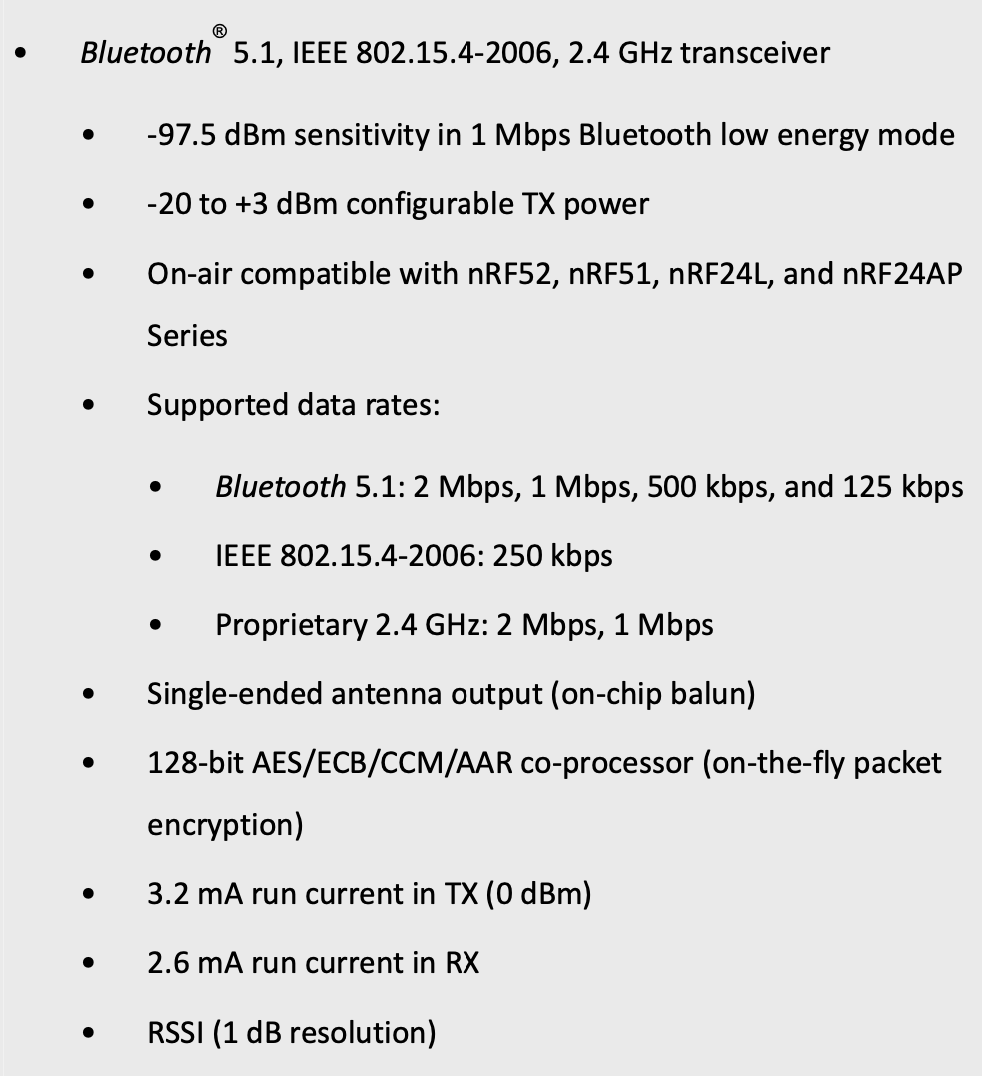 • Bluetooth® 5.1, IEEE 802.15.4-2006, 2.4 GHz transceiver
• -97.5 dBm sensitivity in 1 Mbps Bluetooth low energy mode
• -20 to +3 dBm configurable TX power
• On-air compatible with nRF52, nRF51, nRF24L, and nRF24AP
Series
• Supported data rates:
• Bluetooth 5.1: 2 Mbps, 1 Mbps, 500 kbps, and 125 kbps
• IEEE 802.15.4-2006: 250 kbps
• Proprietary 2.4 GHz: 2 Mbps, 1 Mbps
• Single-ended antenna output (on-chip balun)
• 128-bit AES/ECB/CCM/AAR co-processor (on-the-fly packet
encryption)
• 3.2 mA run current in TX (0 dBm)
• 2.6 mA run current in RX
• RSSI (1 dB resolution)